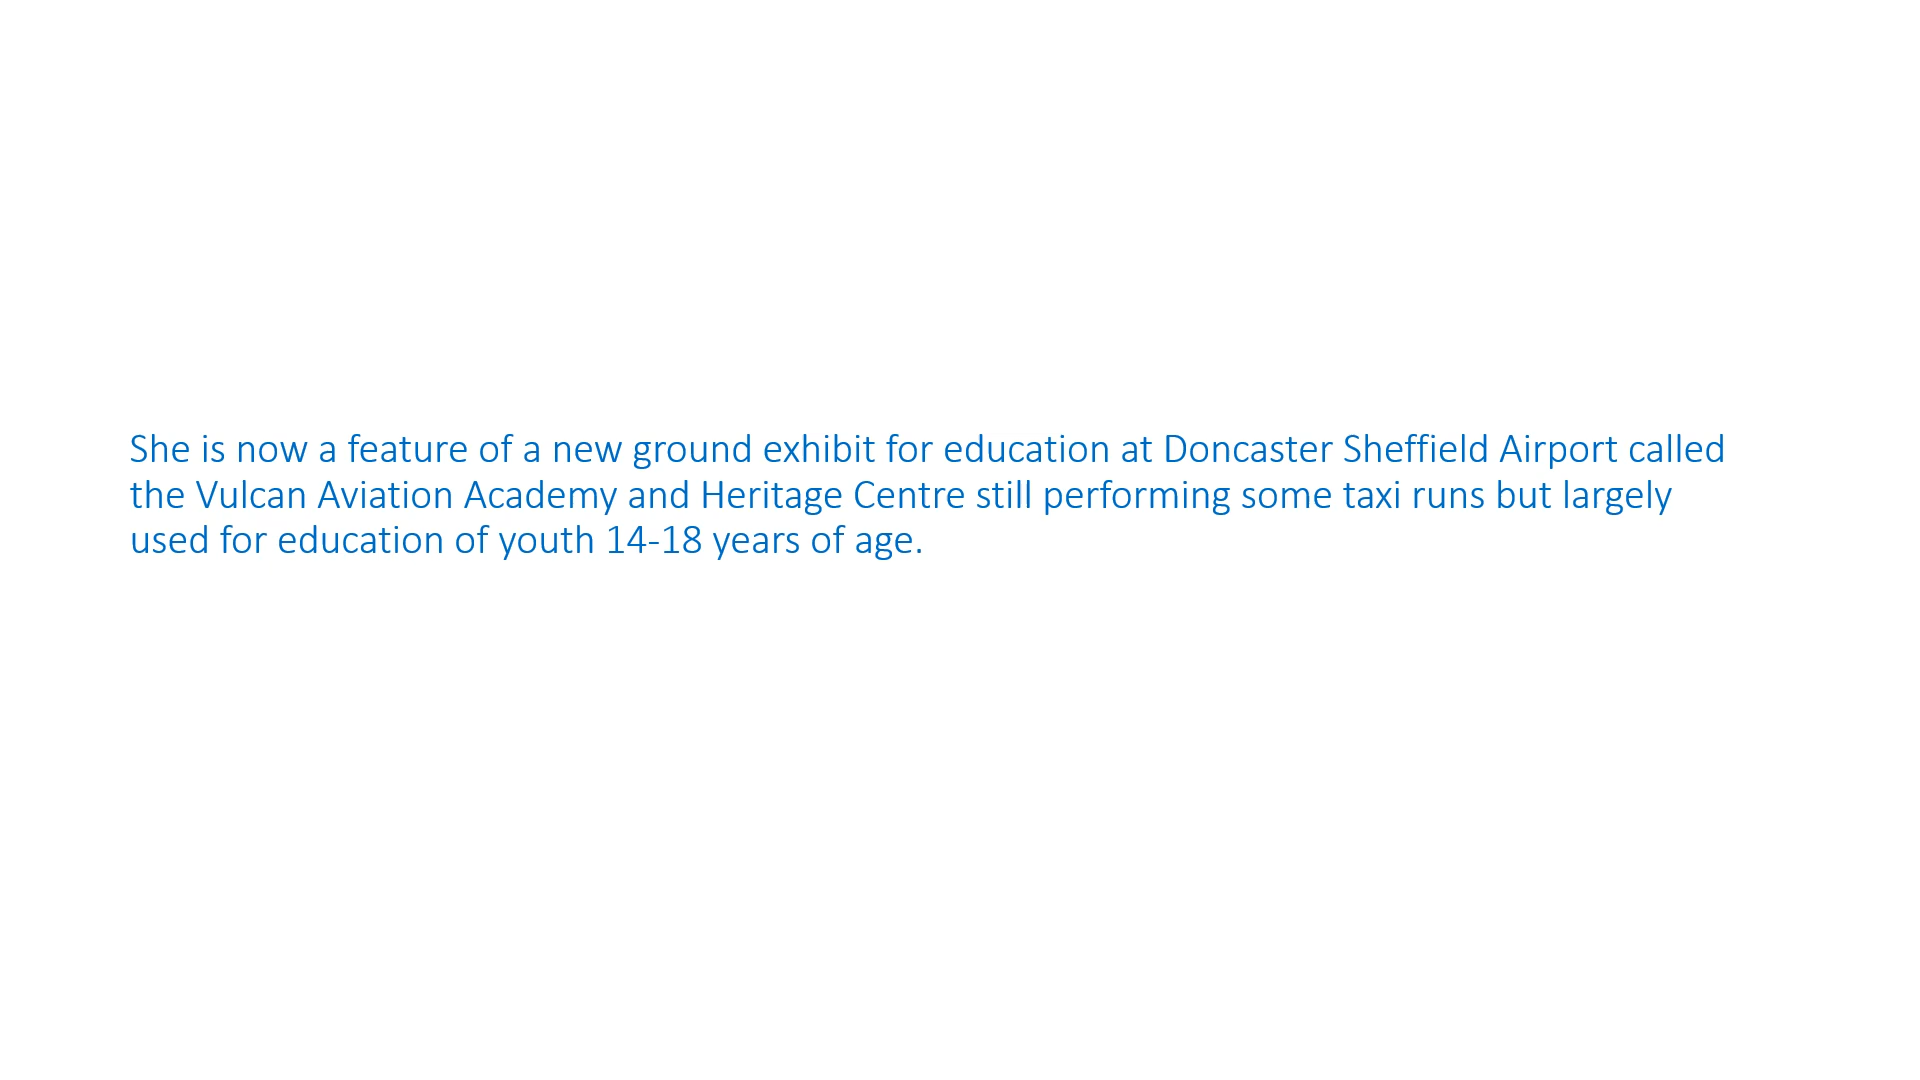 She is now a feature of a new ground exhibit for education at Doncaster Sheffield Airport called
the Vulcan Aviation Academy and Heritage Centre still performing some taxi runs but largely
used for education of youth 14-18 years of age.